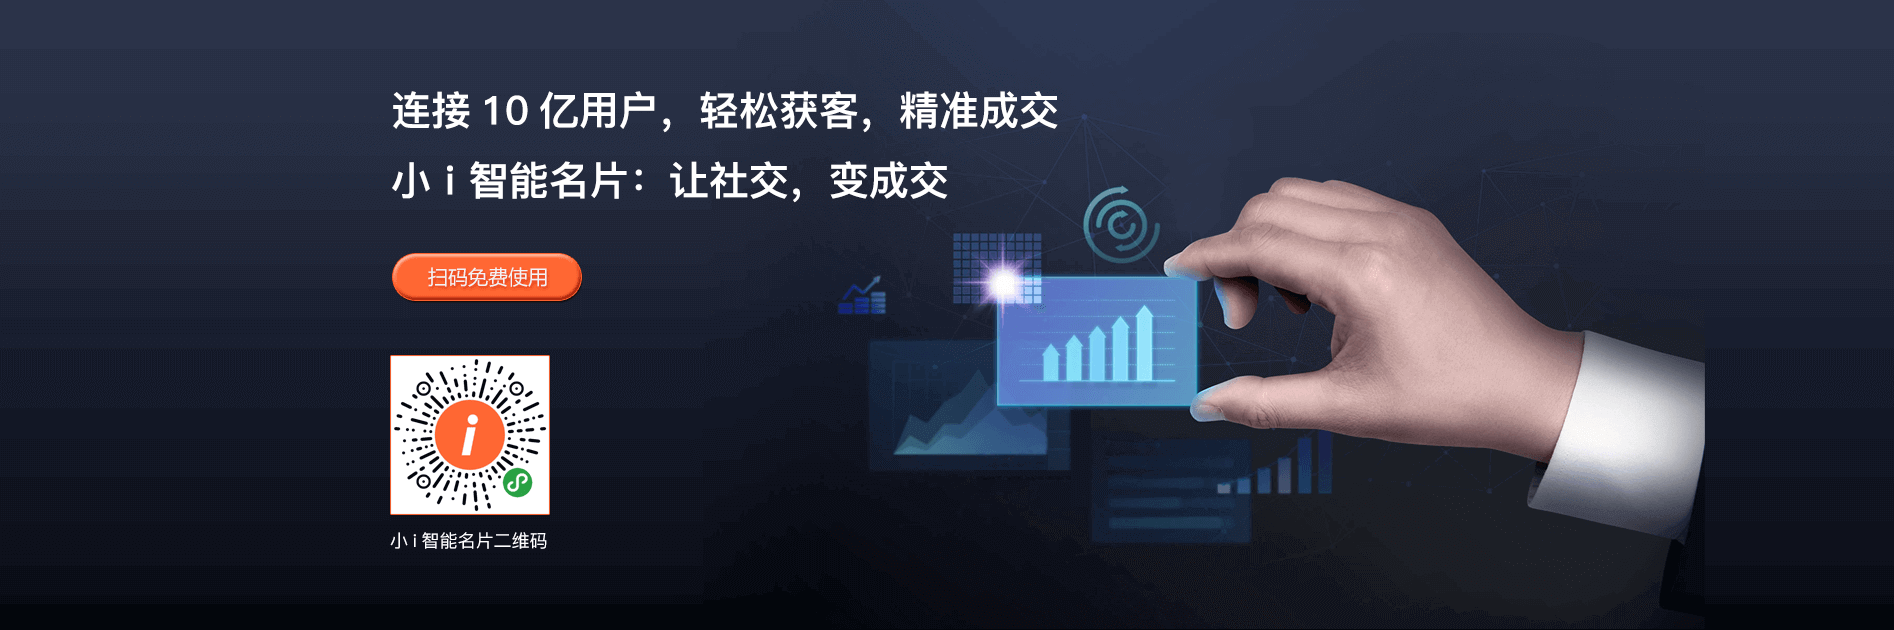 连接 10 亿用户，轻松获客，精准成交
小 i 智能名片：让社交，变成交
扫码免费使用
i
小 i 智能名片二维码